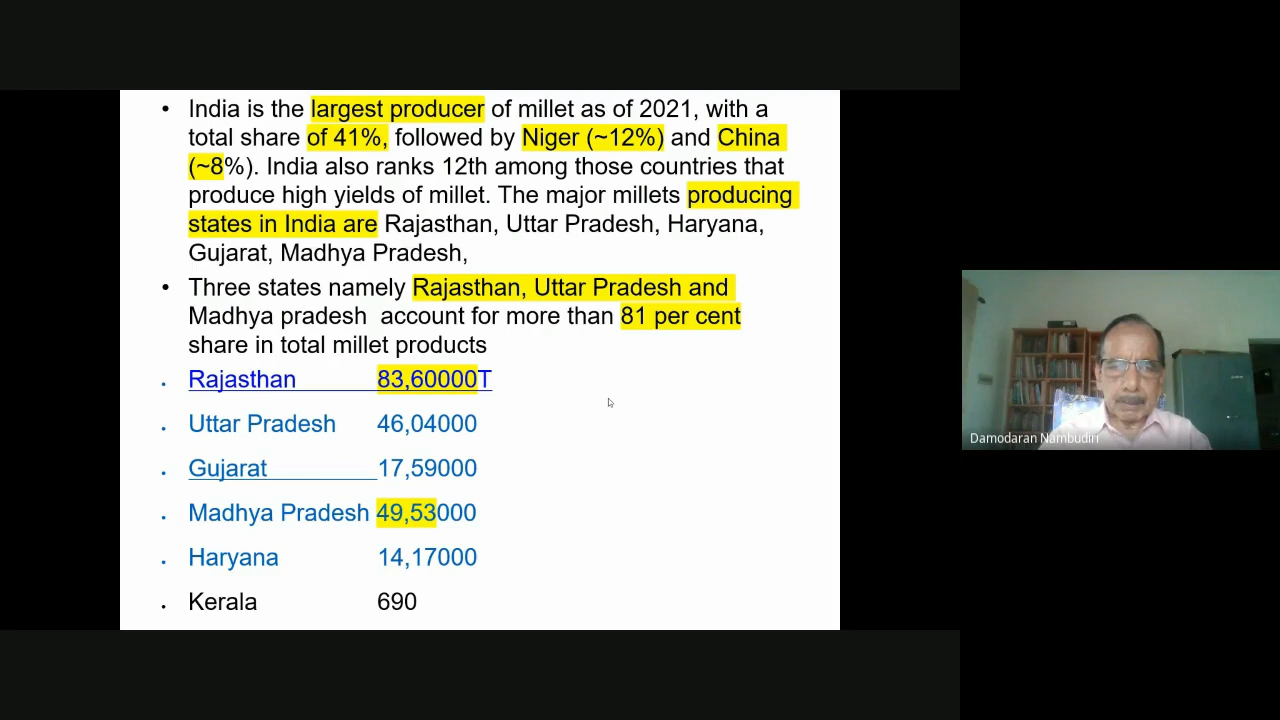 • India is the largest producer of millet as of 2021, with a
total share of 41%, followed by Niger (~12%) and China
(~8%). India also ranks 12th among those countries that
produce high yields of millet. The major millets producing
states in India are Rajasthan, Uttar Pradesh, Haryana,
Gujarat, Madhya Pradesh,
• Three states namely Rajasthan, Uttar Pradesh and
Madhya pradesh account for more than 81 per cent
share in total millet products
• Rajasthan 83,60000T
• Uttar Pradesh 46,04000
• Gujarat 17,59000
• Madhya Pradesh 49,53000
• Haryana 14,17000
• Kerala 690
Damodaran Nambudiri